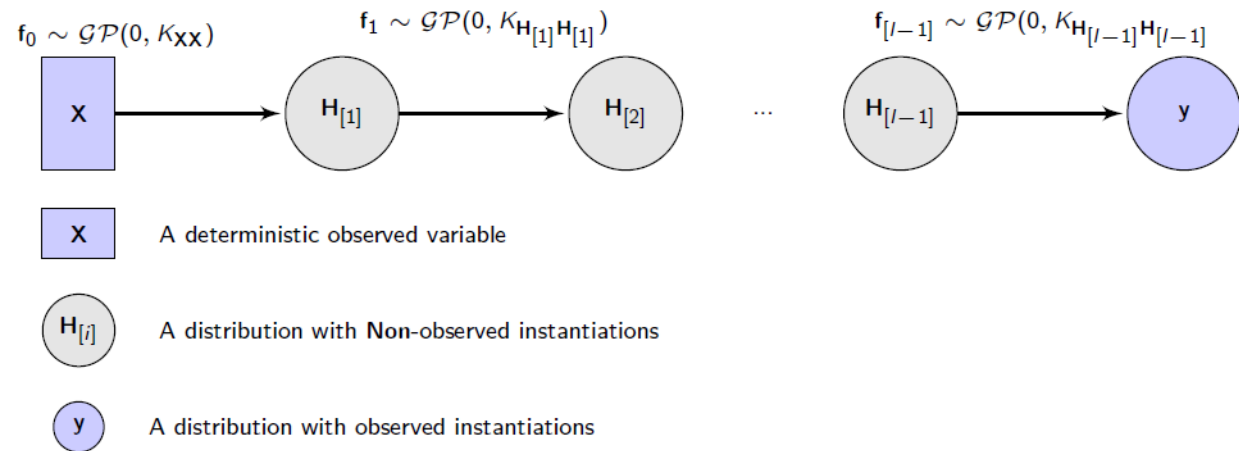 f₀ ∼ 𝒢𝒫(0, K_XX)
f₁ ∼ 𝒢𝒫(0, K_H[1]H[1])
f[l−1] ∼ 𝒢𝒫(0, K_H[l−1]H[l−1]
X H[1] H[2] ... H[l−1] y
X A deterministic observed variable
H[i] A distribution with Non-observed instantiations
y A distribution with observed instantiations